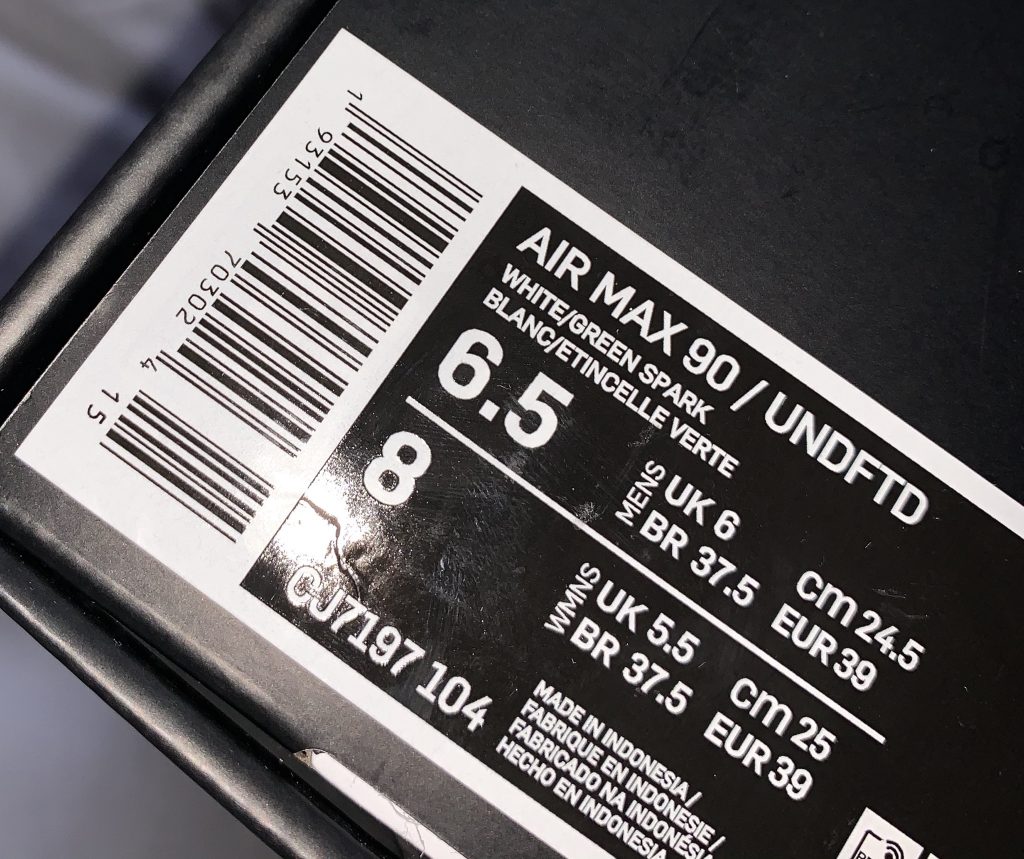 1 93153 70302 4 15
AIR MAX 90 / UNDFTD
WHITE/GREEN SPARK
BLANC/ETINCELLE VERTE
6.5
MENS
UK 6
CM 24.5
BR 37.5
EUR 39
8
WMNS
UK 5.5
CM 25
BR 37.5
EUR 39
CJ7197 104
MADE IN INDONESIA /
FABRIQUE EN INDONESIE /
FABRICADO NA INDONÉSIA /
HECHO EN INDONESIA